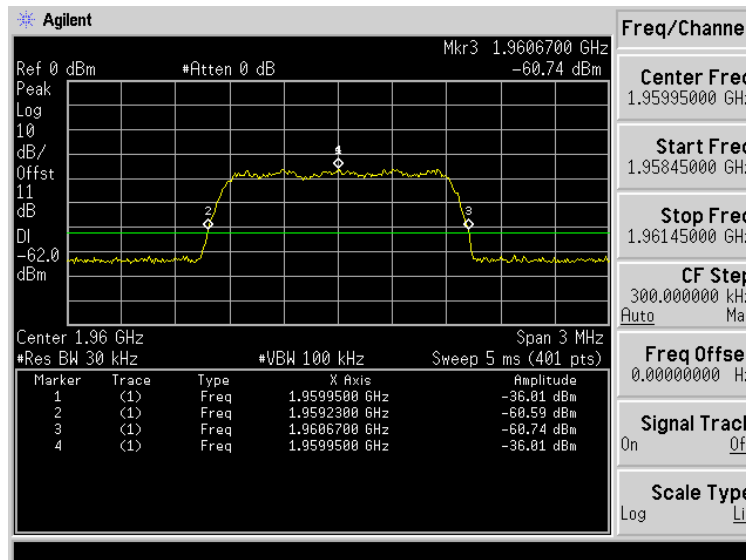 Agilent
Mkr3 1.9606700 GHz
Ref 0 dBm #Atten 0 dB -60.74 dBm
Peak
Log
10
dB/
Offst
11
dB
DI
-62.0
dBm
2
3
Center 1.96 GHz Span 3 MHz
#Res BW 30 kHz #VBW 100 kHz Sweep 5 ms (401 pts)
Marker Trace Type X Axis Amplitude
1 (1) Freq 1.9599500 GHz -36.01 dBm
2 (1) Freq 1.9592300 GHz -60.59 dBm
3 (1) Freq 1.9606700 GHz -60.74 dBm
4 (1) Freq 1.9599500 GHz -36.01 dBm
Freq/Channe
Center Freq
1.95995000 GHz
Start Freq
1.95845000 GHz
Stop Freq
1.96145000 GHz
CF Step
300.000000 kHz
Auto Ma
Freq Offse
0.00000000 Hz
Signal Track
On Of
Scale Type
Log Li